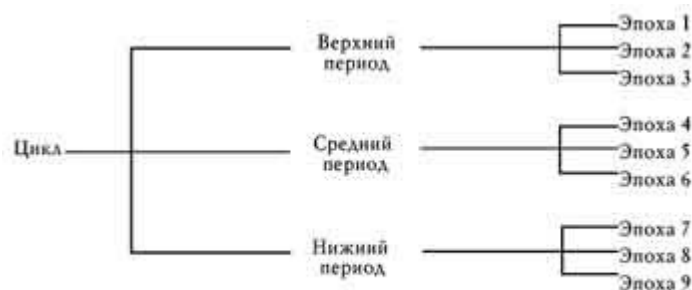 Цикл
Верхний
период
Эпоха 1
Эпоха 2
Эпоха 3
Средний
период
Эпоха 4
Эпоха 5
Эпоха 6
Нижний
период
Эпоха 7
Эпоха 8
Эпоха 9